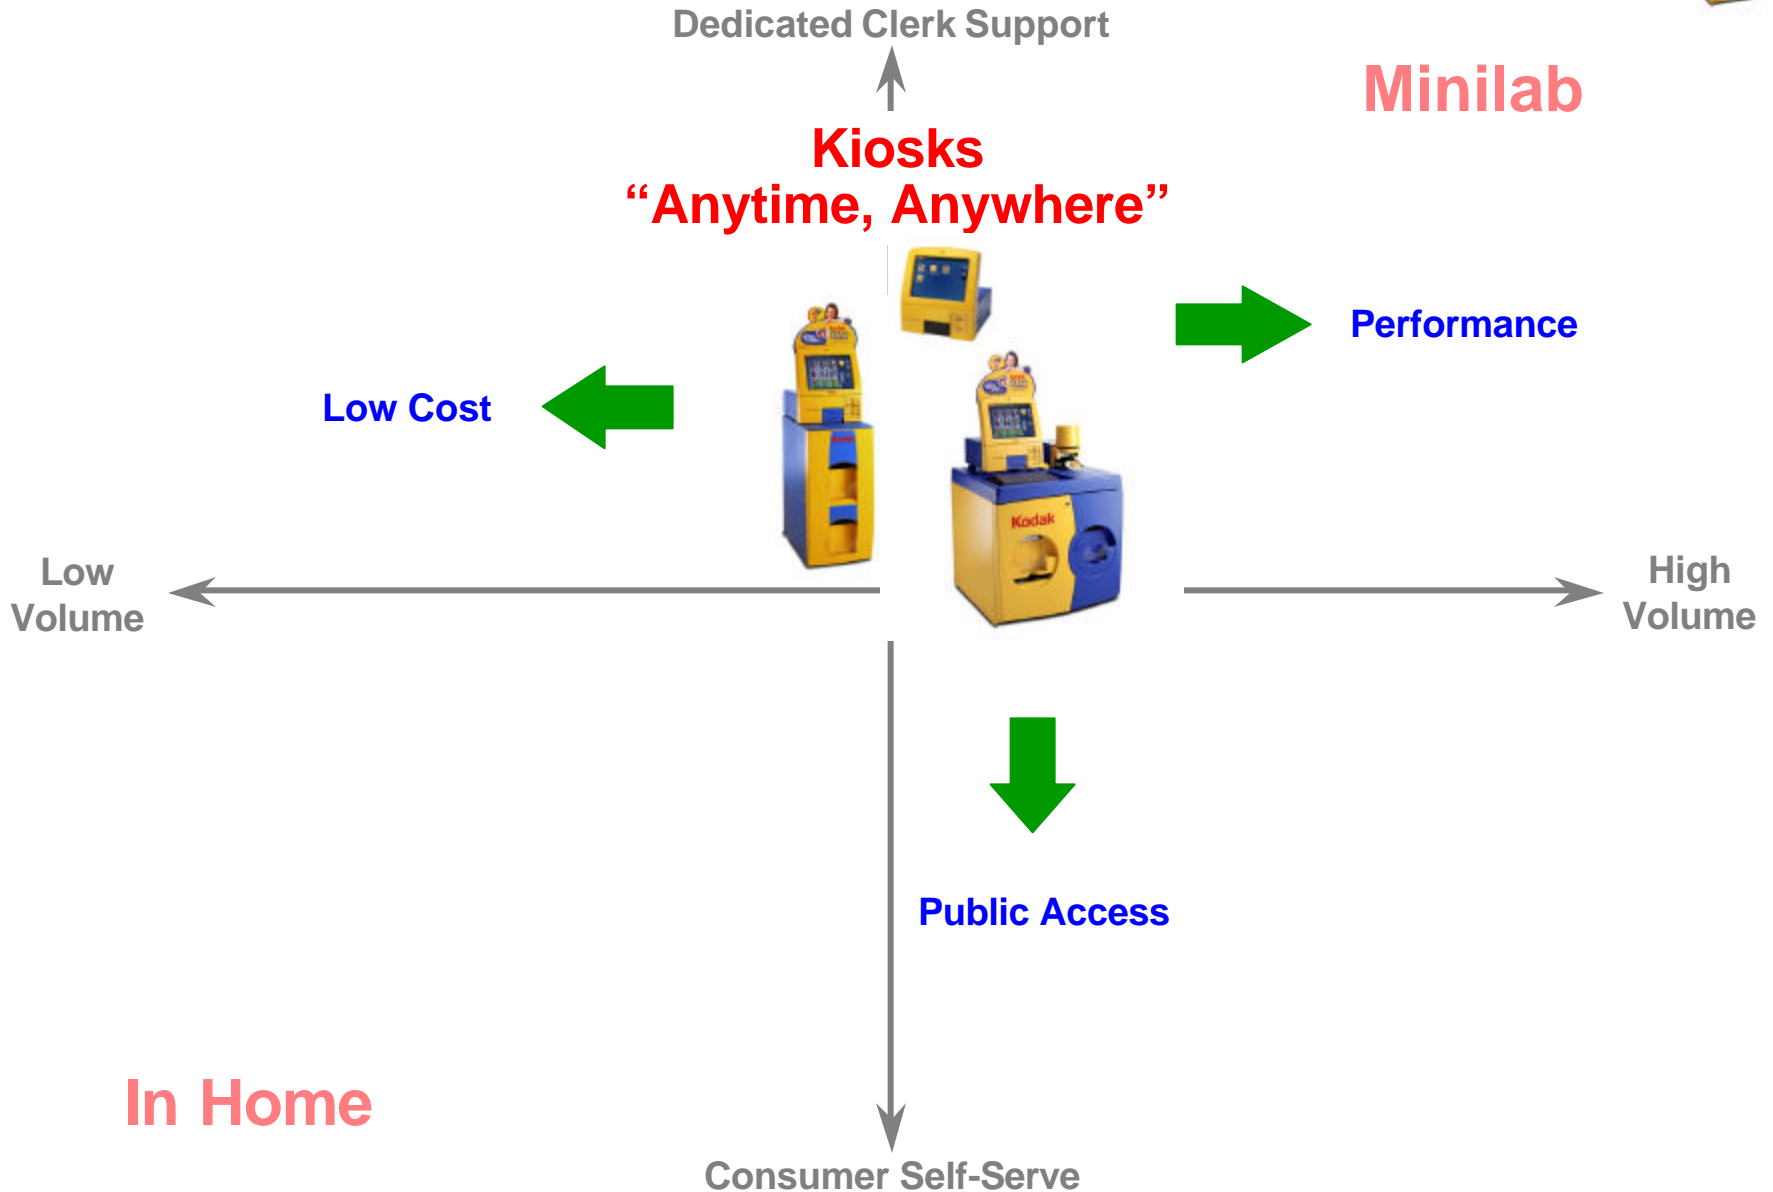 Dedicated Clerk Support
Minilab
Kiosks
“Anytime, Anywhere”
Performance
Low Cost
Kodak
Low
Volume
High
Volume
Public Access
In Home
Consumer Self-Serve